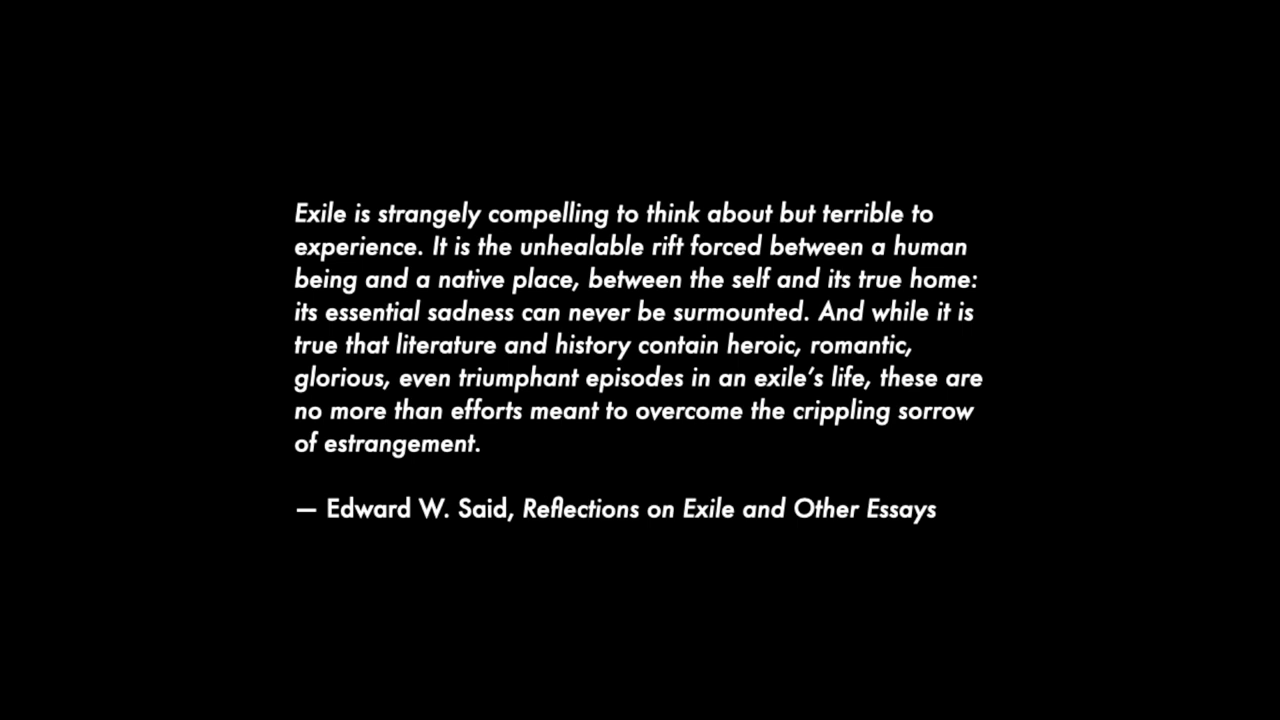 Exile is strangely compelling to think about but terrible to
experience. It is the unhealable rift forced between a human
being and a native place, between the self and its true home:
its essential sadness can never be surmounted. And while it is
true that literature and history contain heroic, romantic,
glorious, even triumphant episodes in an exile’s life, these are
no more than efforts meant to overcome the crippling sorrow
of estrangement.
— Edward W. Said, Reflections on Exile and Other Essays